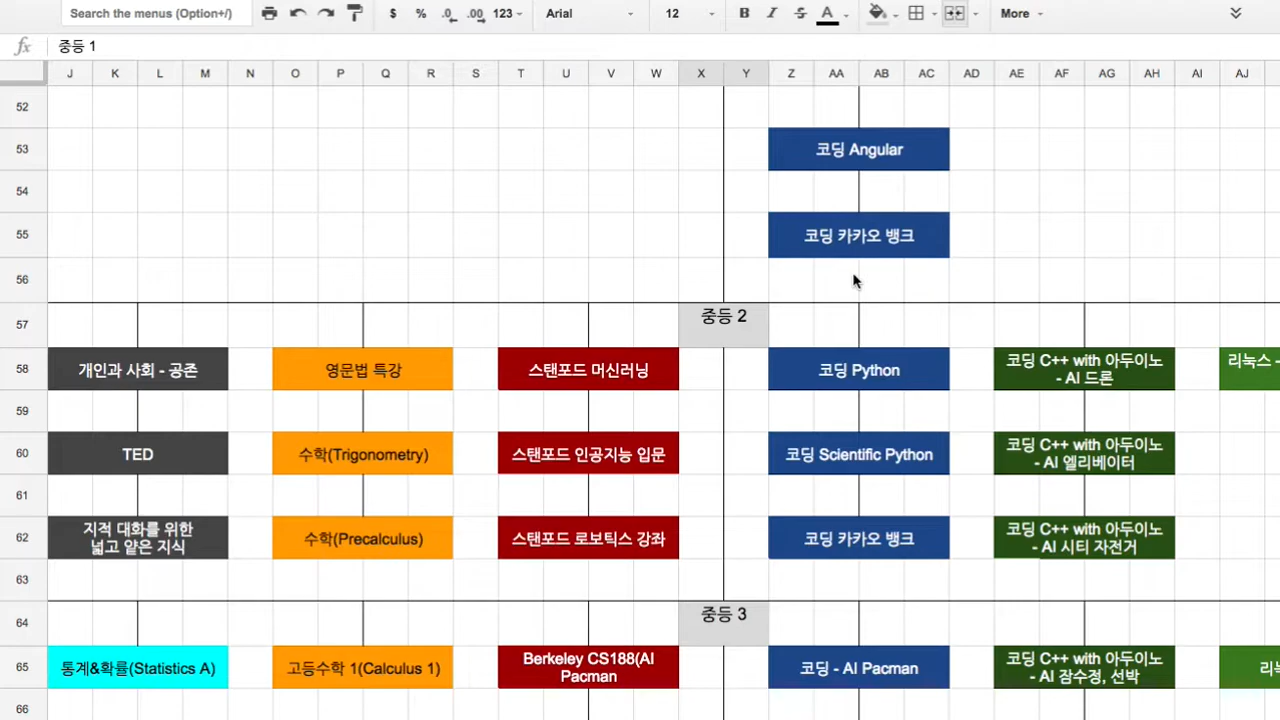 Search the menus (Option+/)
$ % .0 .00 123 Arial 12 B I S A More
fx 중등 1
J K L M N O P Q R S T U V W X Y Z AA AB AC AD AE AF AG AH AI AJ
52
53 코딩 Angular
54
55 코딩 카카오 뱅크
56
57 중등 2
58 개인과 사회 - 공존 영문법 특강 스탠포드 머신러닝 코딩 Python 코딩 C++ with 아두이노
- AI 드론
리눅스 -
59
60 TED 수학(Trigonometry) 스탠포드 인공지능 입문 코딩 Scientific Python 코딩 C++ with 아두이노
- AI 엘리베이터
61
62 지적 대화를 위한
넓고 얕은 지식
수학(Precalculus) 스탠포드 로보틱스 강좌 코딩 카카오 뱅크 코딩 C++ with 아두이노
- AI 시티 자전거
63
64 중등 3
65 통계&확률(Statistics A) 고등수학 1(Calculus 1) Berkeley CS188(AI
Pacman
코딩 - AI Pacman 코딩 C++ with 아두이노
- AI 잠수정, 선박
리눅
66